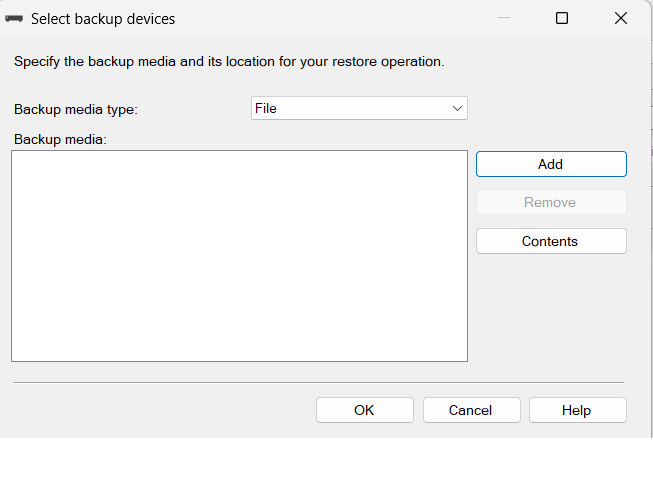 Select backup devices
Specify the backup media and its location for your restore operation.
Backup media type:
File
Backup media:
Add
Remove
Contents
OK
Cancel
Help